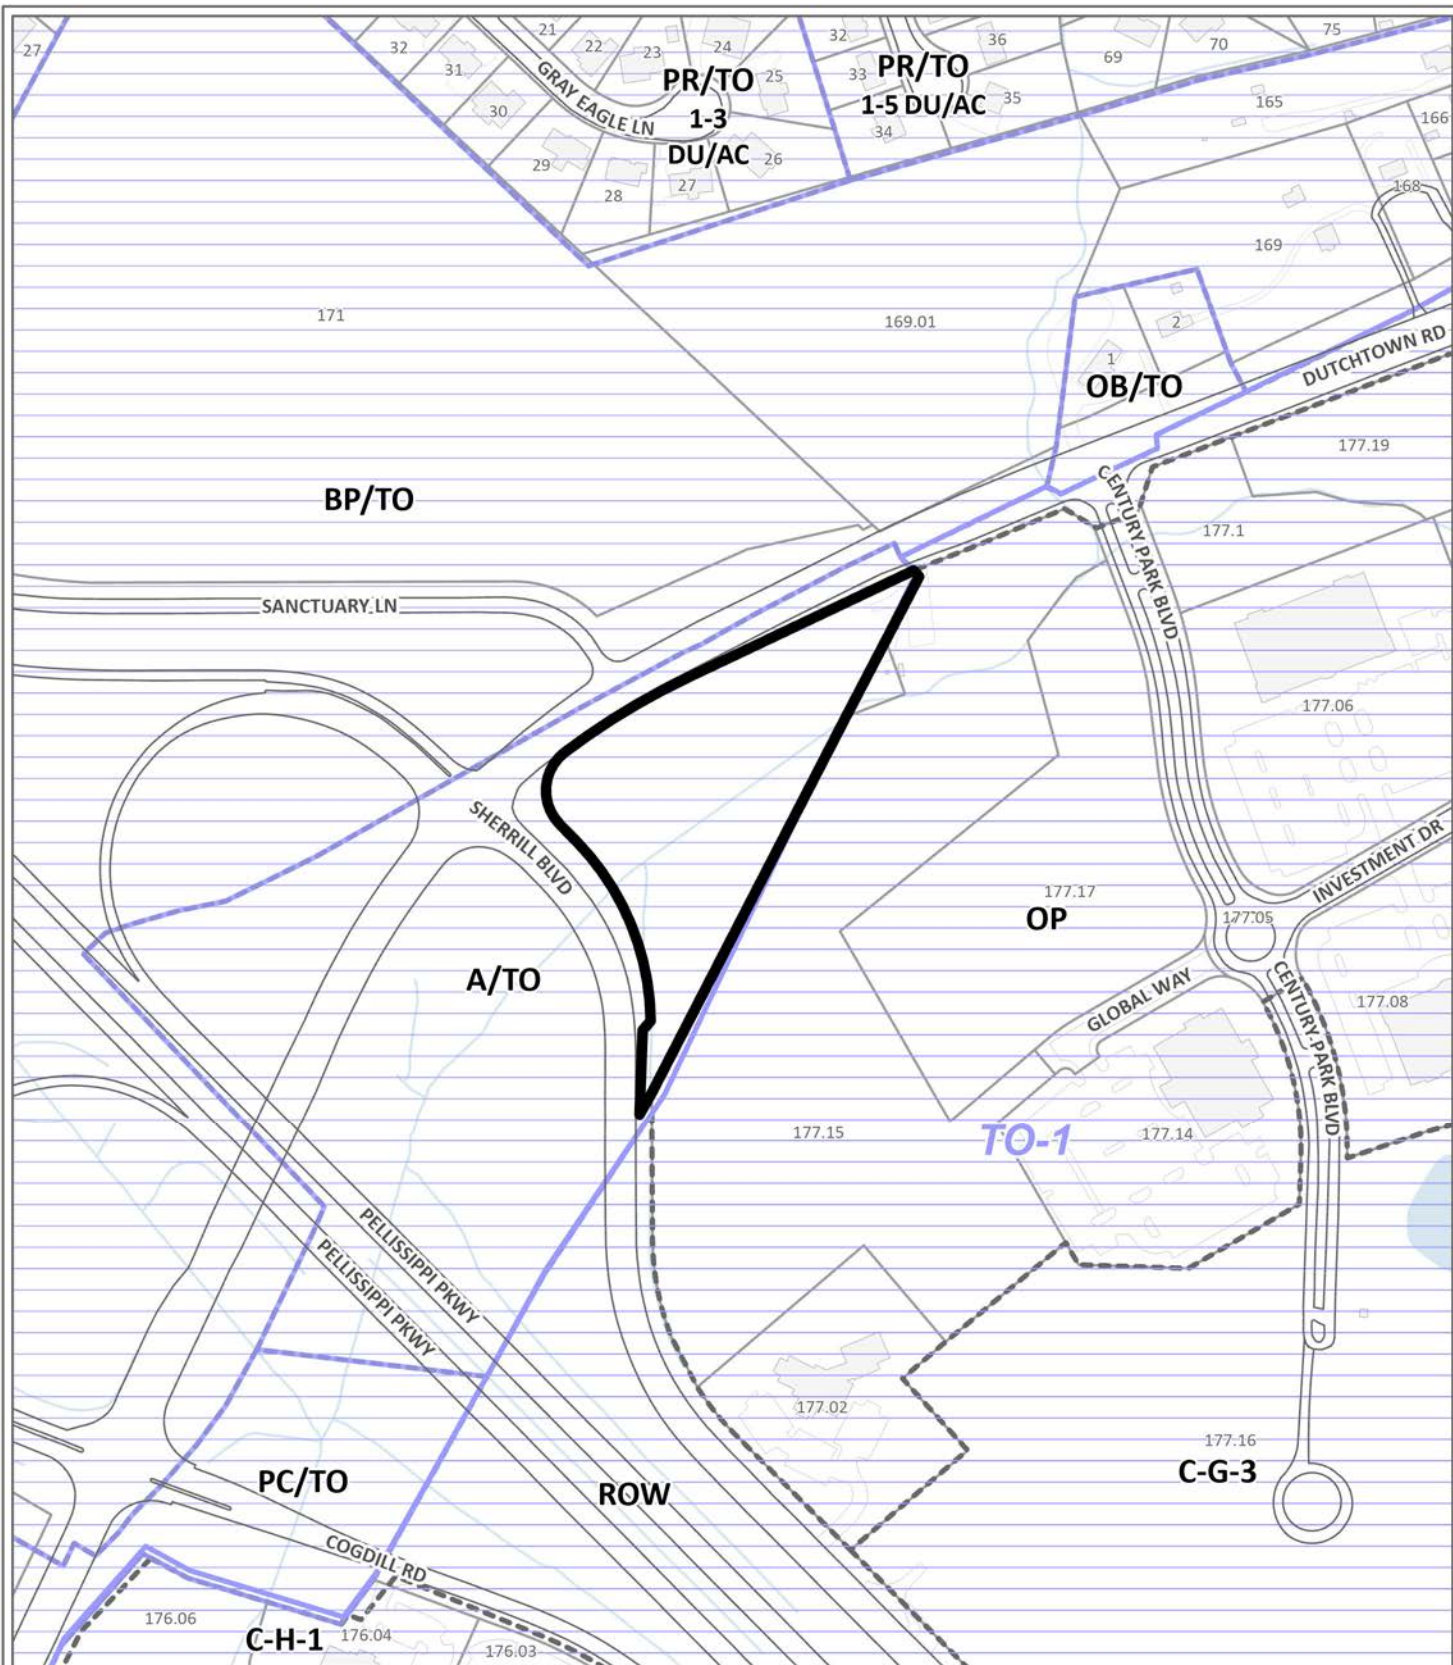 27
32
31
30
29
28
21
22
23
24
25
26
27
GRAY EAGLE LN
PR/TO
1-3
DU/AC
32
33
34
PR/TO
1-5 DU/AC
36
35
69
70
75
165
166
168
169
171
169.01
1
2
OB/TO
DUTCHTOWN RD
177.19
BP/TO
CENTURY PARK BLVD
177.1
SANCTUARY LN
177.06
SHERRILL BLVD
INVESTMENT DR
177.17
OP
177.05
A/TO
GLOBAL WAY
CENTURY PARK BLVD
177.08
177.15
TO-1
177.14
PELLISSIPPI PKWY
PELLISSIPPI PKWY
177.02
177.16
C-G-3
PC/TO
ROW
COGDILL RD
176.06
C-H-1
176.04
176.03